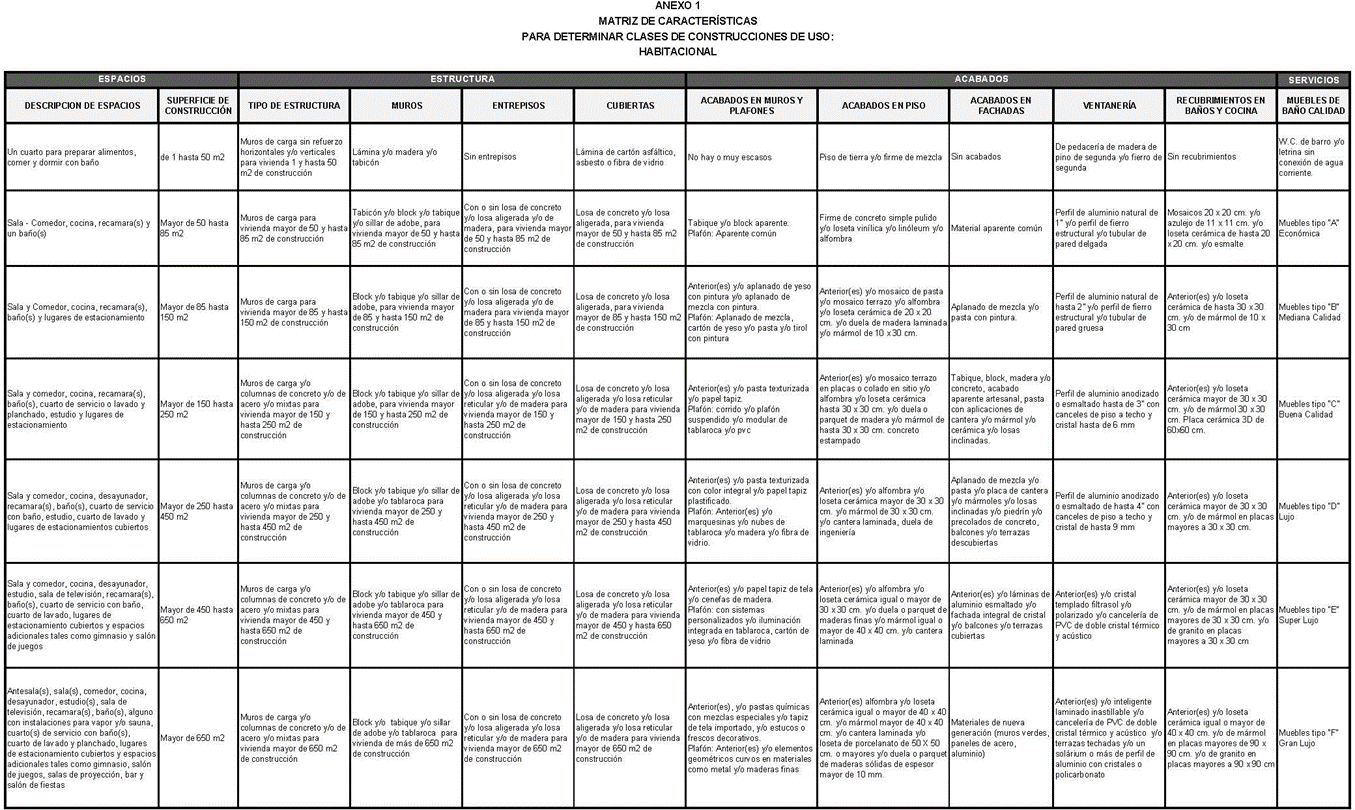 ANEXO 1
MATRIZ DE CARACTERÍSTICAS
PARA DETERMINAR CLASES DE CONSTRUCCIONES DE USO:
HABITACIONAL
ESPACIOS
ESTRUCTURA
ACABADOS
SERVICIOS
DESCRIPCION DE ESPACIOS
SUPERFICIE DE
CONSTRUCCIÓN
TIPO DE ESTRUCTURA
MUROS
ENTREPISOS
CUBIERTAS
ACABADOS EN MUROS Y
PLAFONES
ACABADOS EN PISO
ACABADOS EN
FACHADAS
VENTANERÍA
RECUBRIMIENTOS EN
BAÑOS Y COCINA
MUEBLES DE
BAÑO CALIDAD
Un cuarto para preparar alimentos,
comer y dormir con baño
de 1 hasta 50 m2
Muros de carga sin refuerzo
horizontales y/o verticales
para vivienda 1 y hasta 50
m2 de construcción
Lámina y/o madera y/o
tabicón
Sin entrepisos
Lámina de cartón asfáltico,
asbesto o fibra de vidrio
No hay o muy escasos
Piso de tierra y/o firme de mezcla
Sin acabados
De pedacería de madera de
pino de segunda y/o fierro de
segunda
Sin recubrimientos
W.C. de barro y/o
letrina sin
conexión de agua
corriente.
Sala - Comedor, cocina, recamara(s) y
un baño(s)
Mayor de 50 hasta
85 m2
Muros de carga para
vivienda mayor de 50 y hasta
85 m2 de construcción
Tabicón y/o block y/o tabique
y/o sillar de adobe, para
vivienda mayor de 50 y hasta
85 m2 de construcción
Con o sin losa de concreto
y/o losa aligerada y/o de
madera, para vivienda mayor
de 50 y hasta 85 m2 de
construcción
Losa de concreto y/o losa
aligerada, para vivienda
mayor de 50 y hasta 85 m2
de construcción
Tabique y/o block aparente.
Plafón: Aparente común
Firme de concreto simple pulido
y/o loseta vinílica y/o linóleum y/o
alfombra
Material aparente común
Perfil de aluminio natural de
1" y/o perfil de fierro
estructural y/o tubular de
pared delgada
Mosaicos 20 x 20 cm. y/o
azulejo de 11 x 11 cm. y/o
loseta cerámica de hasta 20
x 20 cm. y/o esmalte
Muebles tipo "A"
Económica
Sala y Comedor, cocina, recamara(s),
baño(s) y lugares de estacionamiento
Mayor de 85 hasta
150 m2
Muros de carga para
vivienda mayor de 85 y hasta
150 m2 de construcción
Block y/o tabique y/o sillar de
adobe, para vivienda mayor
de 85 y hasta 150 m2 de
construcción
Con o sin losa de concreto
y/o losa aligerada y/o de
madera para vivienda mayor
de 85 y hasta 150 m2 de
construcción
Losa de concreto y/o losa
aligerada, para vivienda
mayor de 85 y hasta 150 m2
de construcción
Anterior(es) y/o aplanado de yeso
con pintura y/o aplanado de
mezcla con pintura.
Plafón: Aplanado de mezcla,
cartón de yeso y/o pasta y/o tirol
con pintura
Anterior(es) y/o mosaico de pasta
y/o mosaico terrazo y/o alfombra
y/o loseta cerámica de 20 x 20
cm. y/o duela de madera laminada
y/o mármol de 10 x 30 cm.
Aplanado de mezcla y/o
pasta con pintura.
Perfil de aluminio natural de
hasta 2" y/o perfil de fierro
estructural y/o tubular de
pared gruesa
Anterior(es) y/o loseta
cerámica de hasta 30 x 30
cm. y/o de mármol de 10 x
30 cm
Muebles tipo "B"
Mediana Calidad
Sala y comedor, cocina, recamara(s),
baño(s), cuarto de servicio o lavado y
planchado, estudio y lugares de
estacionamiento
Mayor de 150 hasta
250 m2
Muros de carga y/o
columnas de concreto y/o de
acero y/o mixtas para
vivienda mayor de 150 y
hasta 250 m2 de
construcción
Block y/o tabique y/o sillar de
adobe, para vivienda mayor
de 150 y hasta 250 m2 de
construcción
Con o sin losa de concreto
y/o losa aligerada y/o losa
reticular y/o de madera para
vivienda mayor de 150 y
hasta 250 m2 de
construcción
Losa de concreto y/o losa
aligerada y/o losa reticular
y/o de madera para vivienda
mayor de 150 y hasta 250
m2 de construcción
Anterior(es) y/o pasta texturizada
y/o papel tapiz.
Plafón: corrido y/o plafón
suspendido y/o modular de
tablaroca y/o pvc
Anterior(es) y/o mosaico terrazo
en placas o colado en sitio y/o
alfombra y/o loseta cerámica
hasta 30 x 30 cm. y/o duela o
parquet de madera y/o mármol de
hasta 30 x 30 cm. concreto
estampado
Tabique, block, madera y/o
concreto, acabado
aparente artesanal, pasta
con aplicaciones de
cantera y/o mármol y/o
cerámica y/o losas
inclinadas.
Perfil de aluminio anodizado
o esmaltado hasta de 3" con
canceles de piso a techo y
cristal hasta de 6 mm
Anterior(es) y/o loseta
cerámica mayor de 30 x 30
cm. y/o de mármol 30 x 30
cm. Placa cerámica 3D de
60x60 cm.
Muebles tipo "C"
Buena Calidad
Sala y comedor, cocina, desayunador,
recamara(s), baño(s), cuarto de servicio
con baño, estudio, cuarto de lavado y
lugares de estacionamientos cubiertos
Mayor de 250 hasta
450 m2
Muros de carga y/o
columnas de concreto y/o de
acero y/o mixtas para
vivienda mayor de 250 y
hasta 450 m2 de
construcción
Block y/o tabique y/o sillar de
adobe y/o tablaroca para
vivienda mayor de 250 y
hasta 450 m2 de
Con o sin losa de concreto
y/o losa aligerada y/o losa
reticular y/o de madera para
vivienda mayor de 250 y
hasta 450 m2 de
construcción
Losa de concreto y/o losa
aligerada y/o losa reticular
y/o de madera para vivienda
mayor de 250 y hasta 450
m2 de construcción
Anterior(es) y/o pasta texturizada
con color integral y/o papel tapiz
plastificado.
Plafón: Anterior(es) y/o
marquesinas y/o nubes de
tablaroca y/o madera y/o fibra de
vidrio.
Anterior(es) y/o alfombra y/o
loseta cerámica mayor de 30 x 30
cm. y/o mármol de 30 x 30 cm.
y/o cantera laminada, duela de
ingeniería
Aplanado de mezcla y/o
pasta y/o placa de cantera
y/o mármoles y/o losas
inclinadas y/o piedrín y/o
precolados de concreto,
balcones y/o terrazas
descubiertas
Perfil de aluminio anodizado
o esmaltado de hasta 4" con
canceles de piso a techo y
cristal de hasta 9 mm
Anterior(es) y/o loseta
cerámica mayor de 30 x 30
cm. y/o de mármol en placas
mayores a 30 x 30 cm.
Muebles tipo "D"
Lujo
Sala y comedor, cocina, desayunador,
estudio, sala de televisión, recamara(s),
baño(s), cuarto de servicio con baño,
cuarto de lavado, lugares de
estacionamiento cubiertos y espacios
adicionales tales como gimnasio y salón
de juegos
Mayor de 450 hasta
650 m2
Muros de carga y/o
columnas de concreto y/o de
acero y/o mixtas para
vivienda mayor de 450 y
hasta 650 m2 de
construcción
Block y/o tabique y/o sillar de
adobe y/o tablaroca para
vivienda mayor de 450 y
hasta 650 m2 de
construcción
Con o sin losa de concreto
y/o losa aligerada y/o losa
reticular y/o de madera para
vivienda mayor de 450 y
hasta 650 m2 de
construcción
Losa de concreto y/o losa
aligerada y/o losa reticular
y/o de madera para vivienda
mayor de 450 y hasta 650
m2 de construcción
Anterior(es) y/o papel tapiz de tela
y/o cenefas de madera.
Plafón: con sistemas
personalizados y/o iluminación
integrada en tablaroca, cartón de
yeso y/o fibra de vidrio
Anterior(es) y/o alfombra y/o
loseta cerámica igual o mayor de
30 x 30 cm. y/o duela o parquet de
maderas finas y/o mármol igual o
mayor de 40 x 40 cm. y/o cantera
laminada
Anterior(es) y/o láminas de
aluminio esmaltado y/o
fachada integral de cristal
y/o balcones y/o terrazas
cubiertas
Anterior(es) y/o cristal
templado filtrasol y/o
polarizado y/o cancelería de
PVC de doble cristal térmico
y acústico
Anterior(es) y/o loseta
cerámica mayor de 30 x 30
cm. y/o de mármol en placas
mayores de 30 x 30 cm. y/o
de granito en placas
mayores a 30 x 30 cm
Muebles tipo "E"
Super Lujo
Antesala(s), sala(s), comedor, cocina,
desayunador, estudio(s), sala de
televisión, recamara(s), baño(s), alguno
con instalaciones para vapor y/o sauna,
cuarto(s) de servicio con baño(s),
cuarto de lavado y planchado, lugares
de estacionamiento cubiertos y espacios
adicionales tales como gimnasio, salón
de juegos, salas de proyección, bar y
salón de fiestas
Mayor de 650 m2
Muros de carga y/o
columnas de concreto y/o de
acero y/o mixtas para
vivienda mayor de 650 m2
de construcción
Block y/o tabique y/o sillar
de adobe y/o tablaroca para
vivienda de más de 650 m2
de construcción
Con o sin losa de concreto
y/o losa aligerada y/o losa
reticular y/o de madera para
vivienda mayor de 650 m2
de construcción
Losa de concreto y/o losa
aligerada y/o losa reticular
y/o de madera para vivienda
mayor de 650 m2 de
construcción
Anterior(es), y/o pastas químicas
con mezclas especiales y/o tapiz
de tela importado, y/o estucos o
frescos decorativos.
Plafón: Anterior(es) y/o elementos
geométricos curvos en materiales
como metal y/o maderas finas
Anterior(es) alfombra y/o loseta
cerámica igual o mayor de 40 x 40
cm. y/o mármol mayor de 40 x 40
cm. y/o cantera laminada y/o
loseta de porcelanato de 50 X 50
cm. o mayores y/o duela o parquet
de maderas sólidas de espesor
mayor de 10 mm.
Materiales de nueva
generación (muros verdes,
paneles de acero,
aluminio)
Anterior(es) y/o inteligente
laminado inastillable y/o
cancelería de PVC de doble
cristal térmico y acústico y/o
terrazas techadas y/o un
solárium o más de perfil de
aluminio con cristales o
policarbonato
Anterior(es) y/o loseta
cerámica igual o mayor de
40 x 40 cm. y/o de mármol
en placas mayores de 90 x
90 cm. y/o de granito en
placas mayores a 90 x 90 cm
Muebles tipo "F"
Gran Lujo